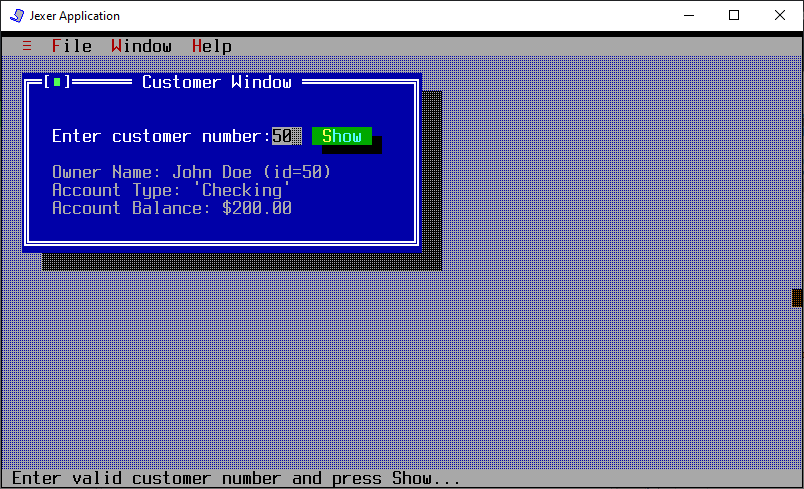 Jexer Application
≡ File Window Help
Customer Window
Enter customer number:50 Show
Owner Name: John Doe (id=50)
Account Type: 'Checking'
Account Balance: $200.00
Enter valid customer number and press Show...